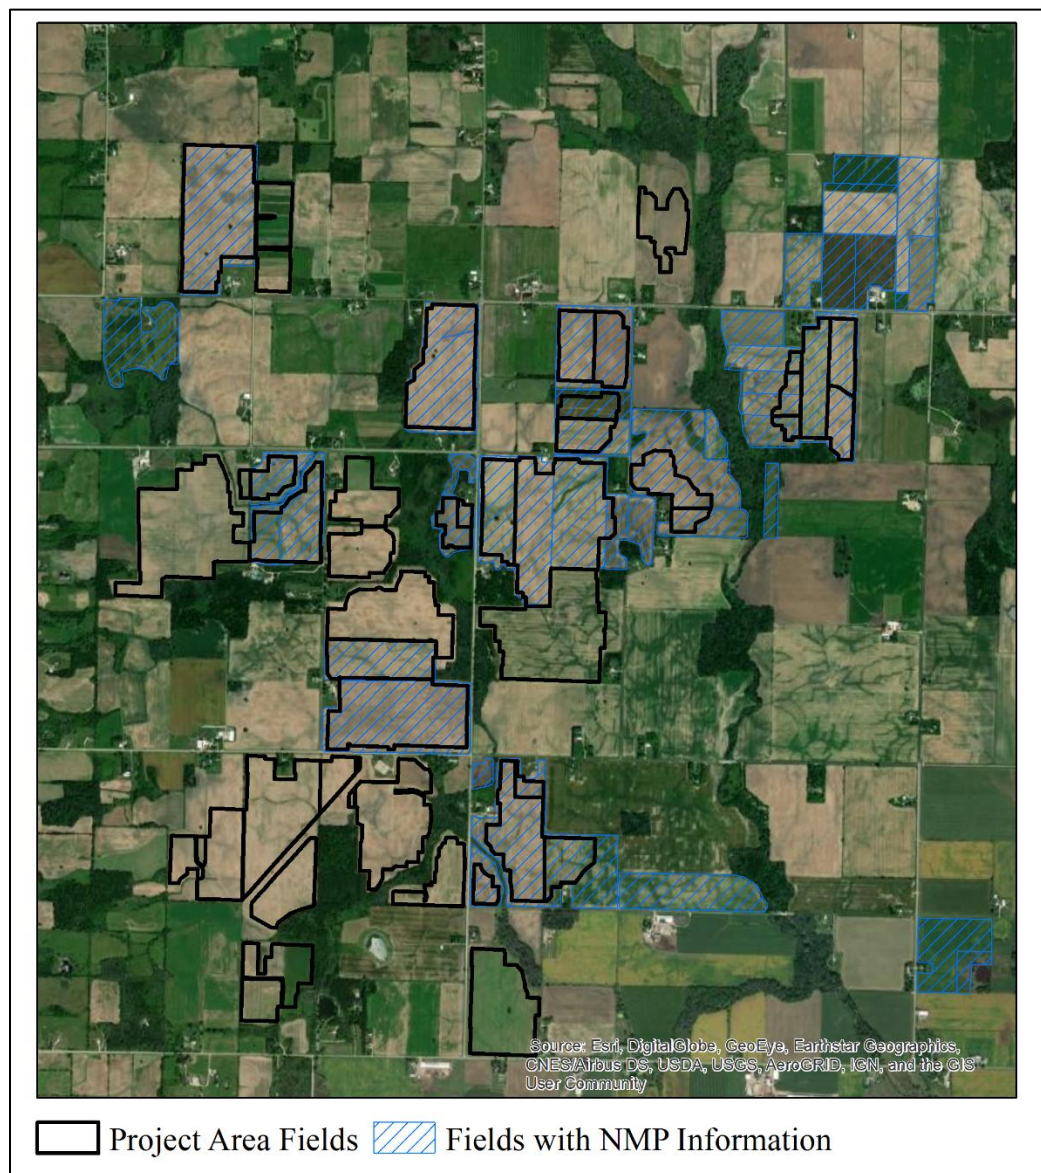 Source: Esri, DigitalGlobe, GeoEye, Earthstar Geographics,
CNES/Airbus DS, USDA, USGS, AeroGRID, IGN, and the GIS
User Community
Project Area Fields
Fields with NMP Information